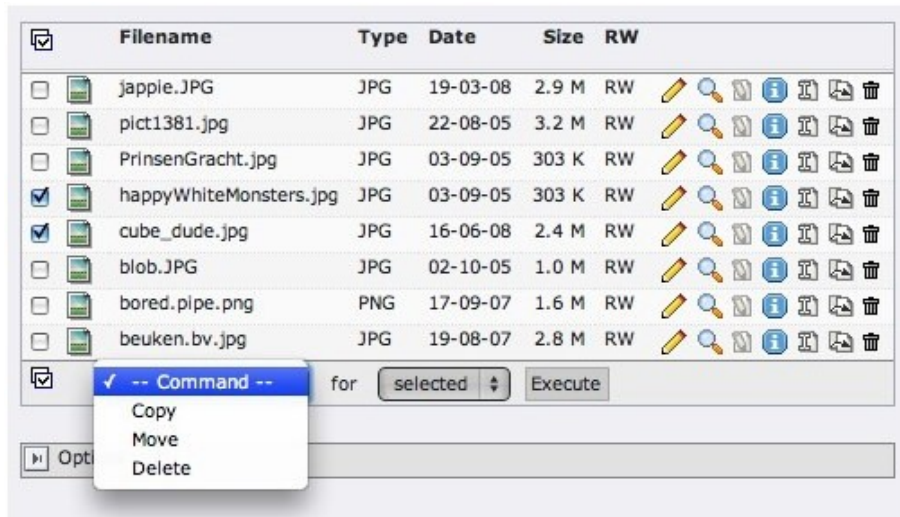 Filename Type Date Size RW
jappie.JPG JPG 19-03-08 2.9 M RW
pict1381.jpg JPG 22-08-05 3.2 M RW
PrinsenGracht.jpg JPG 03-09-05 303 K RW
happyWhiteMonsters.jpg JPG 03-09-05 303 K RW
cube_dude.jpg JPG 16-06-08 2.4 M RW
blob.JPG JPG 02-10-05 1.0 M RW
bored.pipe.png PNG 17-09-07 1.6 M RW
beuken.bv.jpg JPG 19-08-07 2.8 M RW
-- Command -- for selected Execute
Copy
Move
Opti
Delete